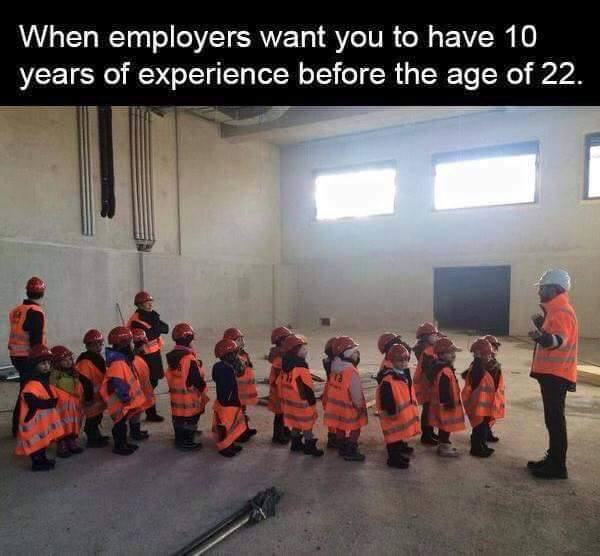 When employers want you to have 10
years of experience before the age of 22.